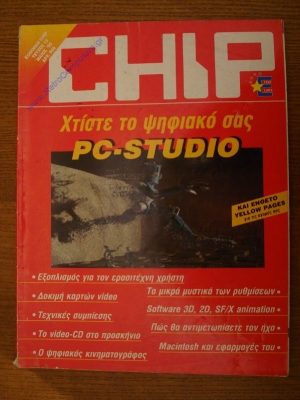 CHIP
Χτίστε το ψηφιακό σας
PC-STUDIO
ΚΑΙ ΕΝΘΕΤΟ
YELLOW PAGES
• Εξοπλισμός για τον ερασιτέχνη χρήστη
• Δοκιμή καρτών video
Τα μικρά μυστικά των ρυθμίσεων •
• Τεχνικές συμπίεσης
Software 3D, 2D, SF/X animation •
• Το video-CD στο προσκήνιο
Πώς θα αντιμετωπίσετε τον ήχο •
• Ο ψηφιακός κινηματογράφος
Macintosh και εφαρμογές του •